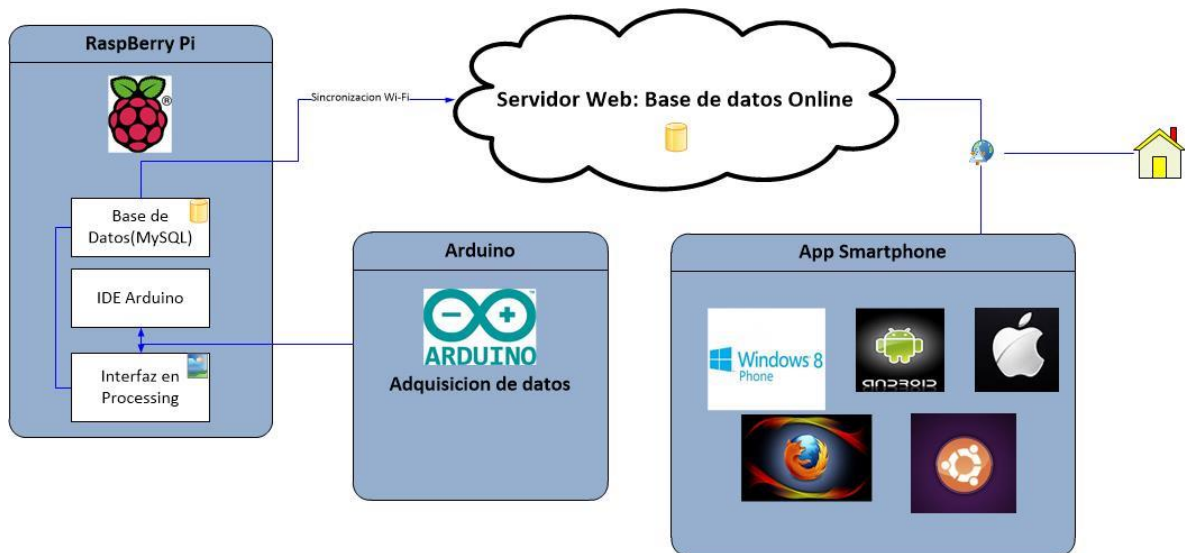 RaspBerry Pi
®
Sincronizacion Wi-Fi
Servidor Web: Base de datos Online
Base de
Datos(MySQL)
IDE Arduino
Interfaz en
Processing
Arduino
ARDUINO
Adquisicion de datos
App Smartphone
Windows 8
Phone
ANDROID